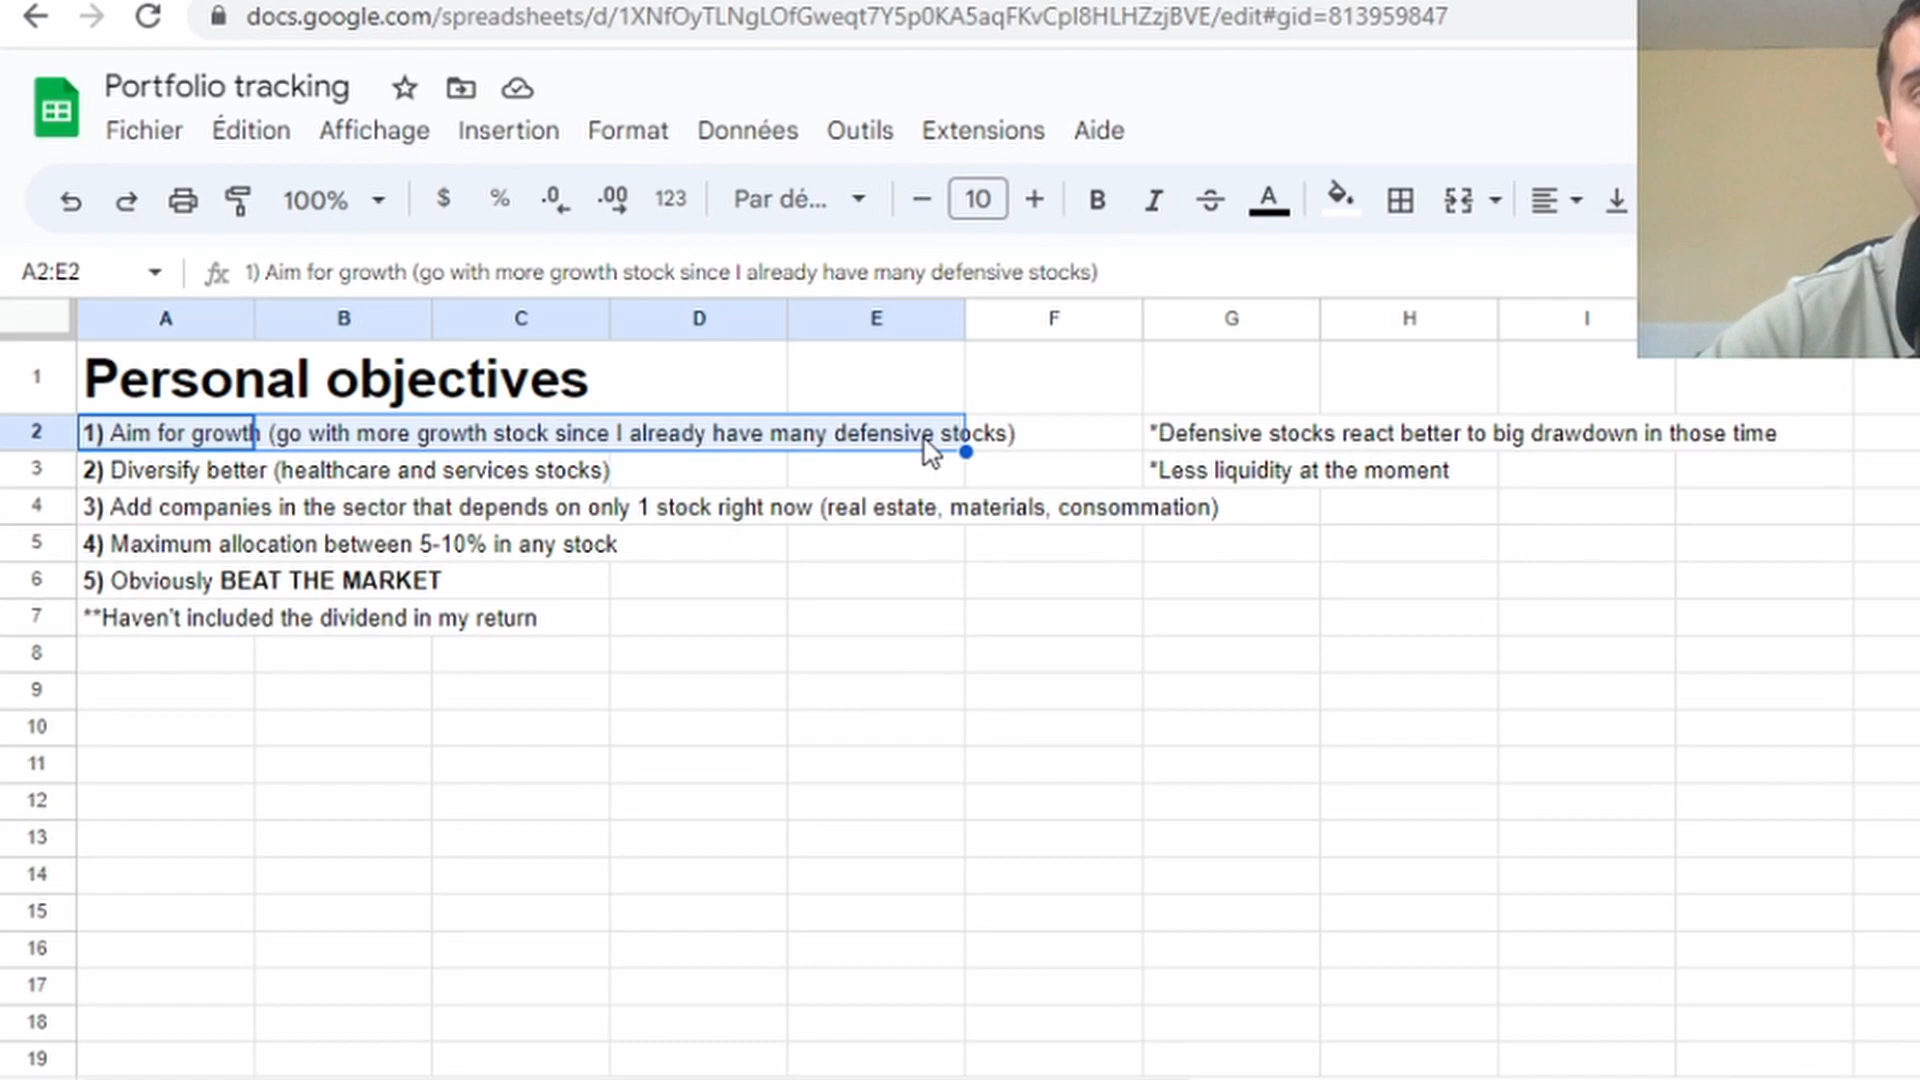 docs.google.com/spreadsheets/d/1XNfOyTLNgLOfGweqt7Y5p0KA5aqFKvCpI8HLHZzjBVE/edit#gid=813959847
Portfolio tracking
Fichier Édition Affichage Insertion Format Données Outils Extensions Aide
100% $ % .0 .00 123 Par dé... 10 B I S A
A2:E2 fx 1) Aim for growth (go with more growth stock since I already have many defensive stocks)
A B C D E F G H I
1 Personal objectives
2 1) Aim for growth (go with more growth stock since I already have many defensive stocks) *Defensive stocks react better to big drawdown in those time
3 2) Diversify better (healthcare and services stocks) *Less liquidity at the moment
4 3) Add companies in the sector that depends on only 1 stock right now (real estate, materials, consommation)
5 4) Maximum allocation between 5-10% in any stock
6 5) Obviously BEAT THE MARKET
7 **Haven't included the dividend in my return
8
9
10
11
12
13
14
15
16
17
18
19